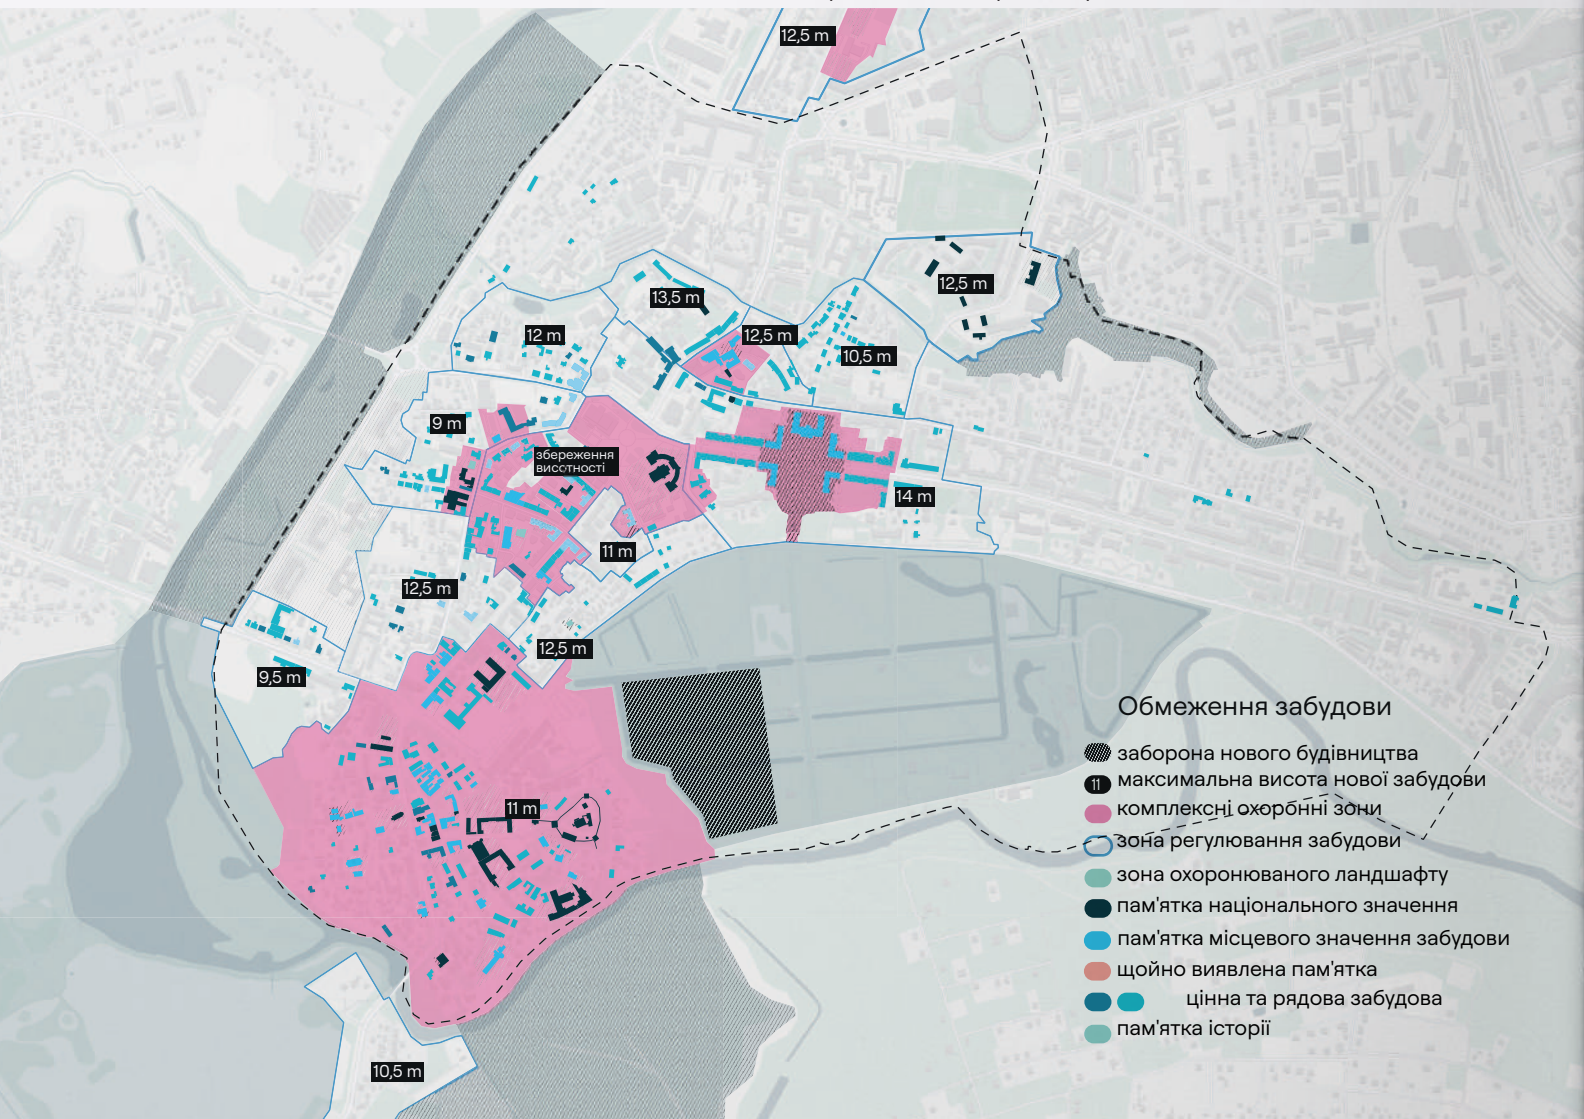 12,5 m
12,5 m
13,5 m
12 m
12,5 m
10,5 m
9 m
збереження
висотності
14 m
11 m
12,5 m
12,5 m
9,5 m
11 m
10,5 m
Обмеження забудови
заборона нового будівництва
11 максимальна висота нової забудови
комплексні охорбнні зони
зона регулювання забудови
зона охоронюваного ландшафту
пам'ятка національного значення
пам'ятка місцевого значення забудови
щойно виявлена пам'ятка
цінна та рядова забудова
пам'ятка історії